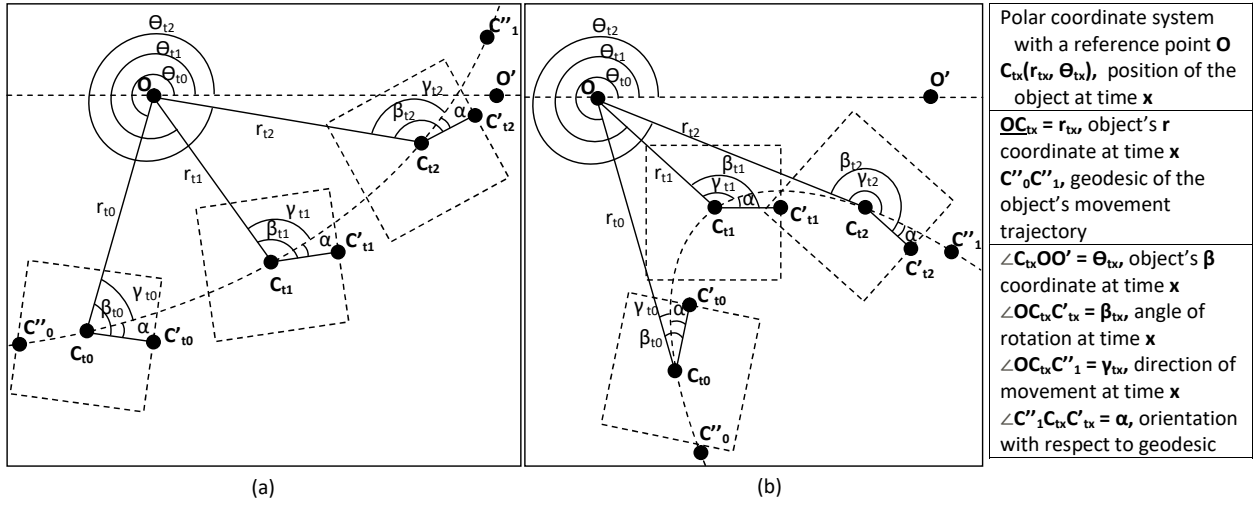 Θt2
Θt1
Θt0
O
O'
C''1
rt2
rt1
rt0
γt2
βt2
α
C't2
Ct2
γt1
βt1
α
C't1
Ct1
γt0
βt0
α
C''0
C't0
Ct0
(a)
Θt2
Θt1
Θt0
O
O'
rt2
rt1
rt0
βt1
γt1
α
C't1
Ct1
βt2
γt2
α
Ct2
C't2
C''1
C't0
γt0
α
βt0
Ct0
C''0
(b)
Polar coordinate system
with a reference point O
Ctx(rtx, Θtx), position of the
object at time x
OCtx = rtx, object’s r
coordinate at time x
C''0C''1, geodesic of the
object’s movement
trajectory
∠CtxOO' = Θtx, object’s β
coordinate at time x
∠OCtxC'tx = βtx, angle of
rotation at time x
∠OCtxC''1 = γtx, direction of
movement at time x
∠C''1CtxC'tx = α, orientation
with respect to geodesic